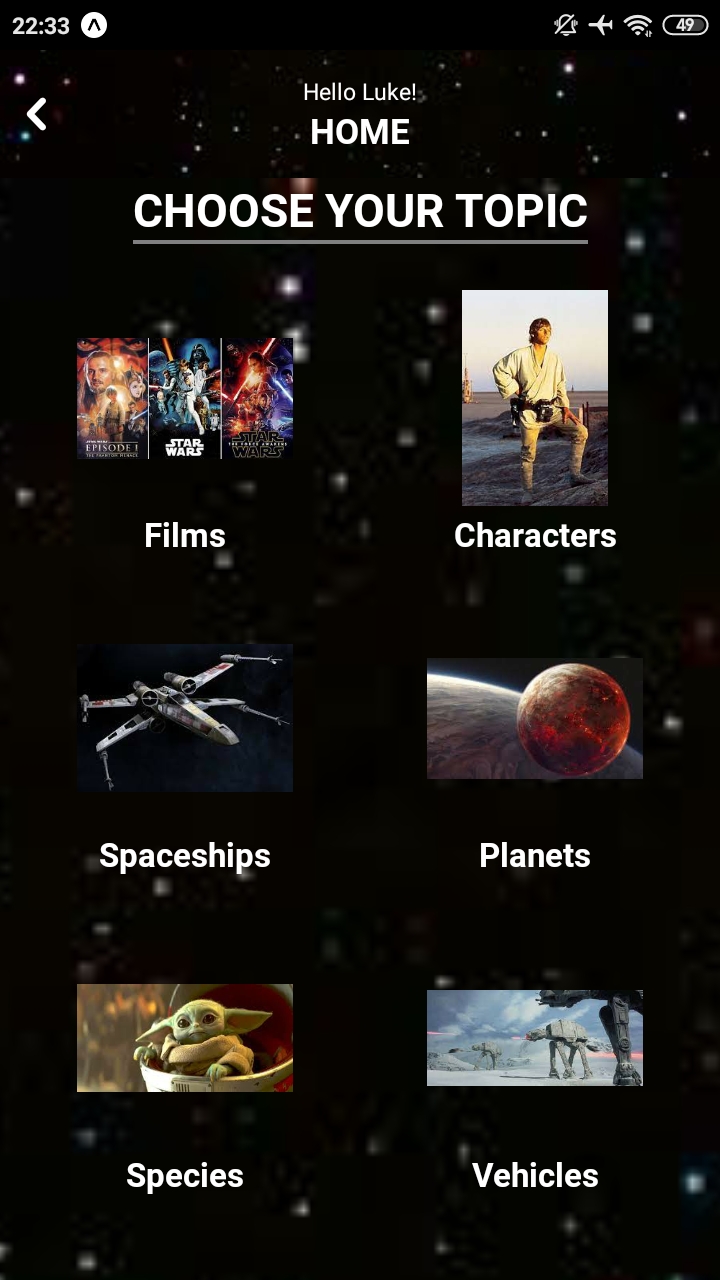 22:33
49
Hello Luke!
HOME
CHOOSE YOUR TOPIC
STAR WARS
EPISODE I
THE PHANTOM MENACE
STAR
WARS
STAR
THE FORCE AWAKENS
WARS
Films
Characters
Spaceships
Planets
Species
Vehicles